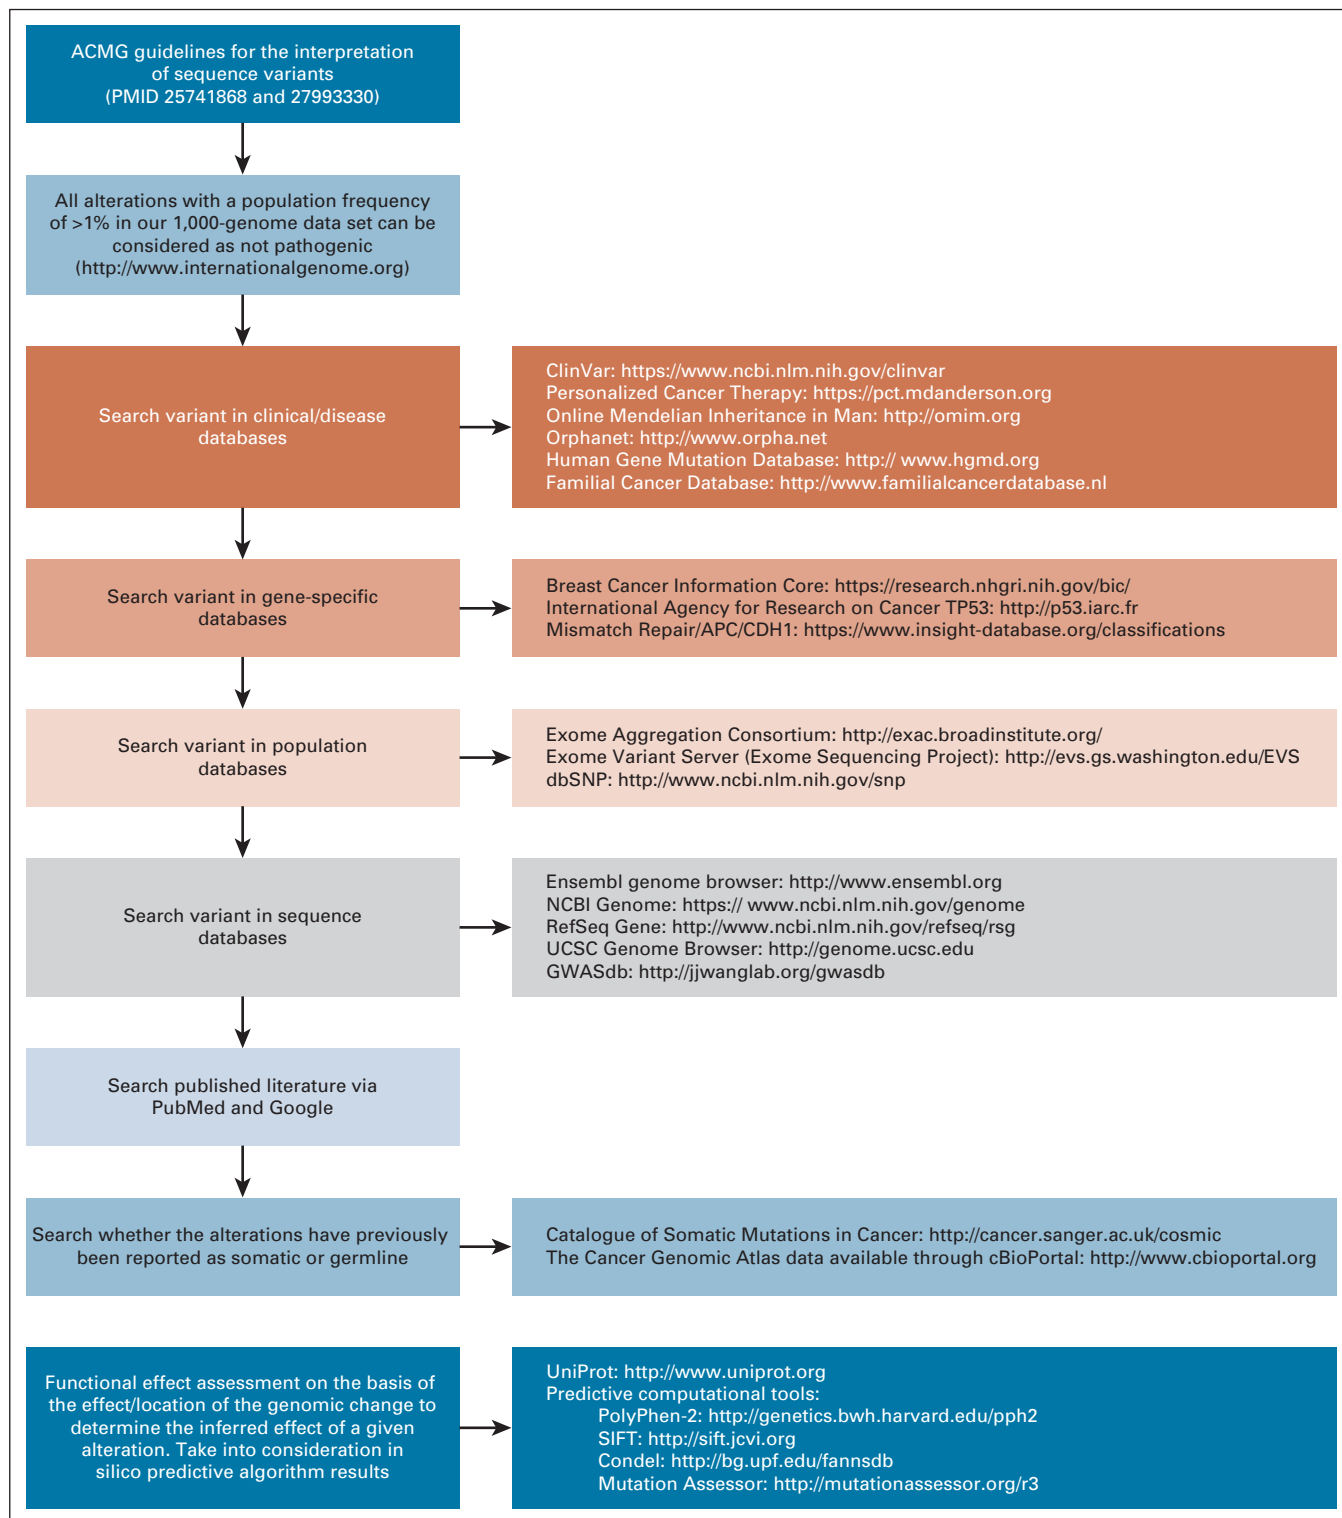 ACMG guidelines for the interpretation
of sequence variants
(PMID 25741868 and 27993330)
All alterations with a population frequency
of >1% in our 1,000-genome data set can be
considered as not pathogenic
(http://www.internationalgenome.org)
Search variant in clinical/disease
databases
ClinVar: https://www.ncbi.nlm.nih.gov/clinvar
Personalized Cancer Therapy: https://pct.mdanderson.org
Online Mendelian Inheritance in Man: http://omim.org
Orphanet: http://www.orpha.net
Human Gene Mutation Database: http:// www.hgmd.org
Familial Cancer Database: http://www.familialcancerdatabase.nl
Search variant in gene-specific
databases
Breast Cancer Information Core: https://research.nhgri.nih.gov/bic/
International Agency for Research on Cancer TP53: http://p53.iarc.fr
Mismatch Repair/APC/CDH1: https://www.insight-database.org/classifications
Search variant in population
databases
Exome Aggregation Consortium: http://exac.broadinstitute.org/
Exome Variant Server (Exome Sequencing Project): http://evs.gs.washington.edu/EVS
dbSNP: http://www.ncbi.nlm.nih.gov/snp
Search variant in sequence
databases
Ensembl genome browser: http://www.ensembl.org
NCBI Genome: https:// www.ncbi.nlm.nih.gov/genome
RefSeq Gene: http://www.ncbi.nlm.nih.gov/refseq/rsg
UCSC Genome Browser: http://genome.ucsc.edu
GWASdb: http://jjwanglab.org/gwasdb
Search published literature via
PubMed and Google
Search whether the alterations have previously
been reported as somatic or germline
Catalogue of Somatic Mutations in Cancer: http://cancer.sanger.ac.uk/cosmic
The Cancer Genomic Atlas data available through cBioPortal: http://www.cbioportal.org
Functional effect assessment on the basis of
the effect/location of the genomic change to
determine the inferred effect of a given
alteration. Take into consideration in
silico predictive algorithm results
UniProt: http://www.uniprot.org
Predictive computational tools:
PolyPhen-2: http://genetics.bwh.harvard.edu/pph2
SIFT: http://sift.jcvi.org
Condel: http://bg.upf.edu/fannsdb
Mutation Assessor: http://mutationassessor.org/r3